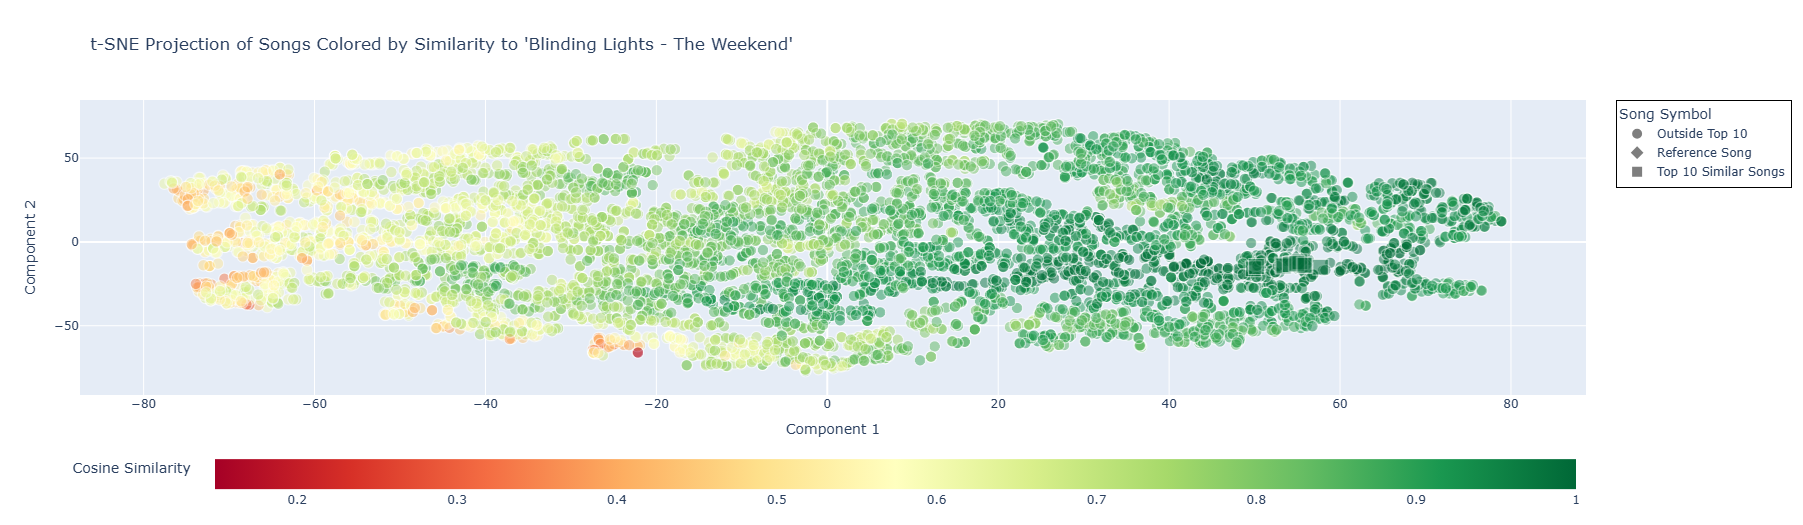 t-SNE Projection of Songs Colored by Similarity to 'Blinding Lights - The Weekend'
Song Symbol
Outside Top 10
Reference Song
Top 10 Similar Songs
Component 2
50
0
−50
−80
−60
−40
−20
0
20
40
60
80
Component 1
Cosine Similarity
0.2
0.3
0.4
0.5
0.6
0.7
0.8
0.9
1